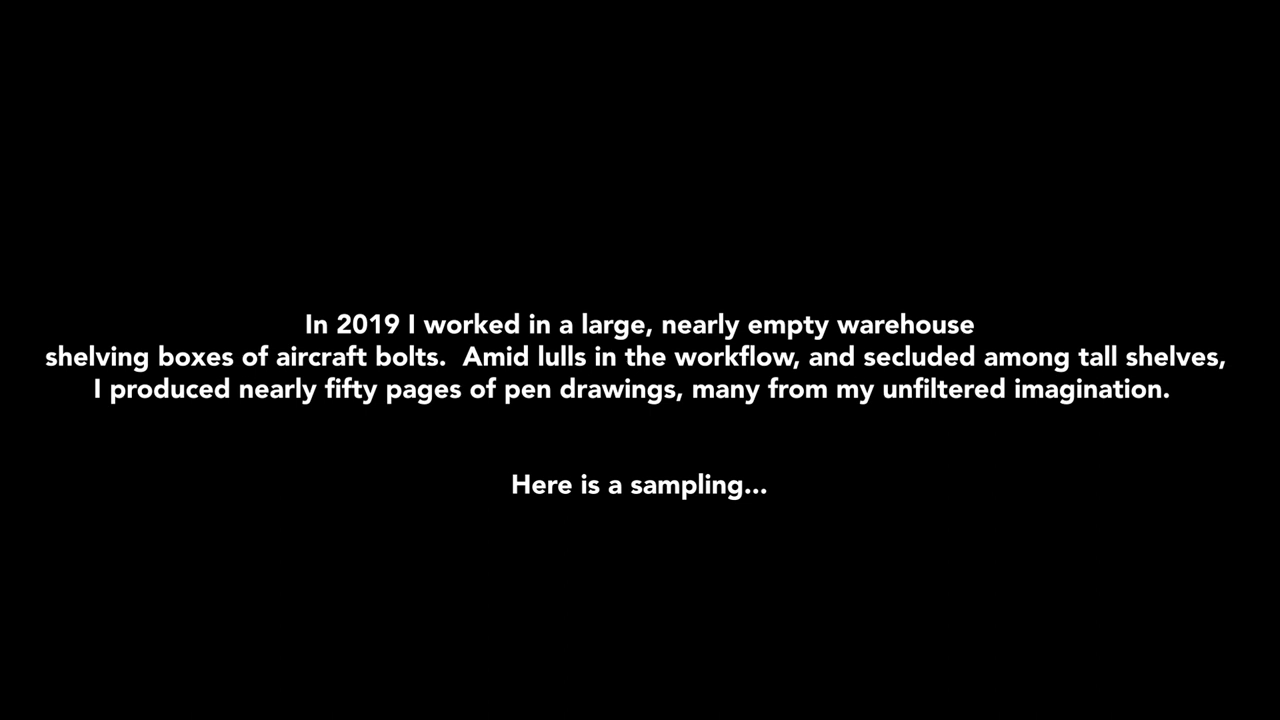 In 2019 I worked in a large, nearly empty warehouse
shelving boxes of aircraft bolts.  Amid lulls in the workflow, and secluded among tall shelves,
I produced nearly fifty pages of pen drawings, many from my unfiltered imagination.
Here is a sampling...